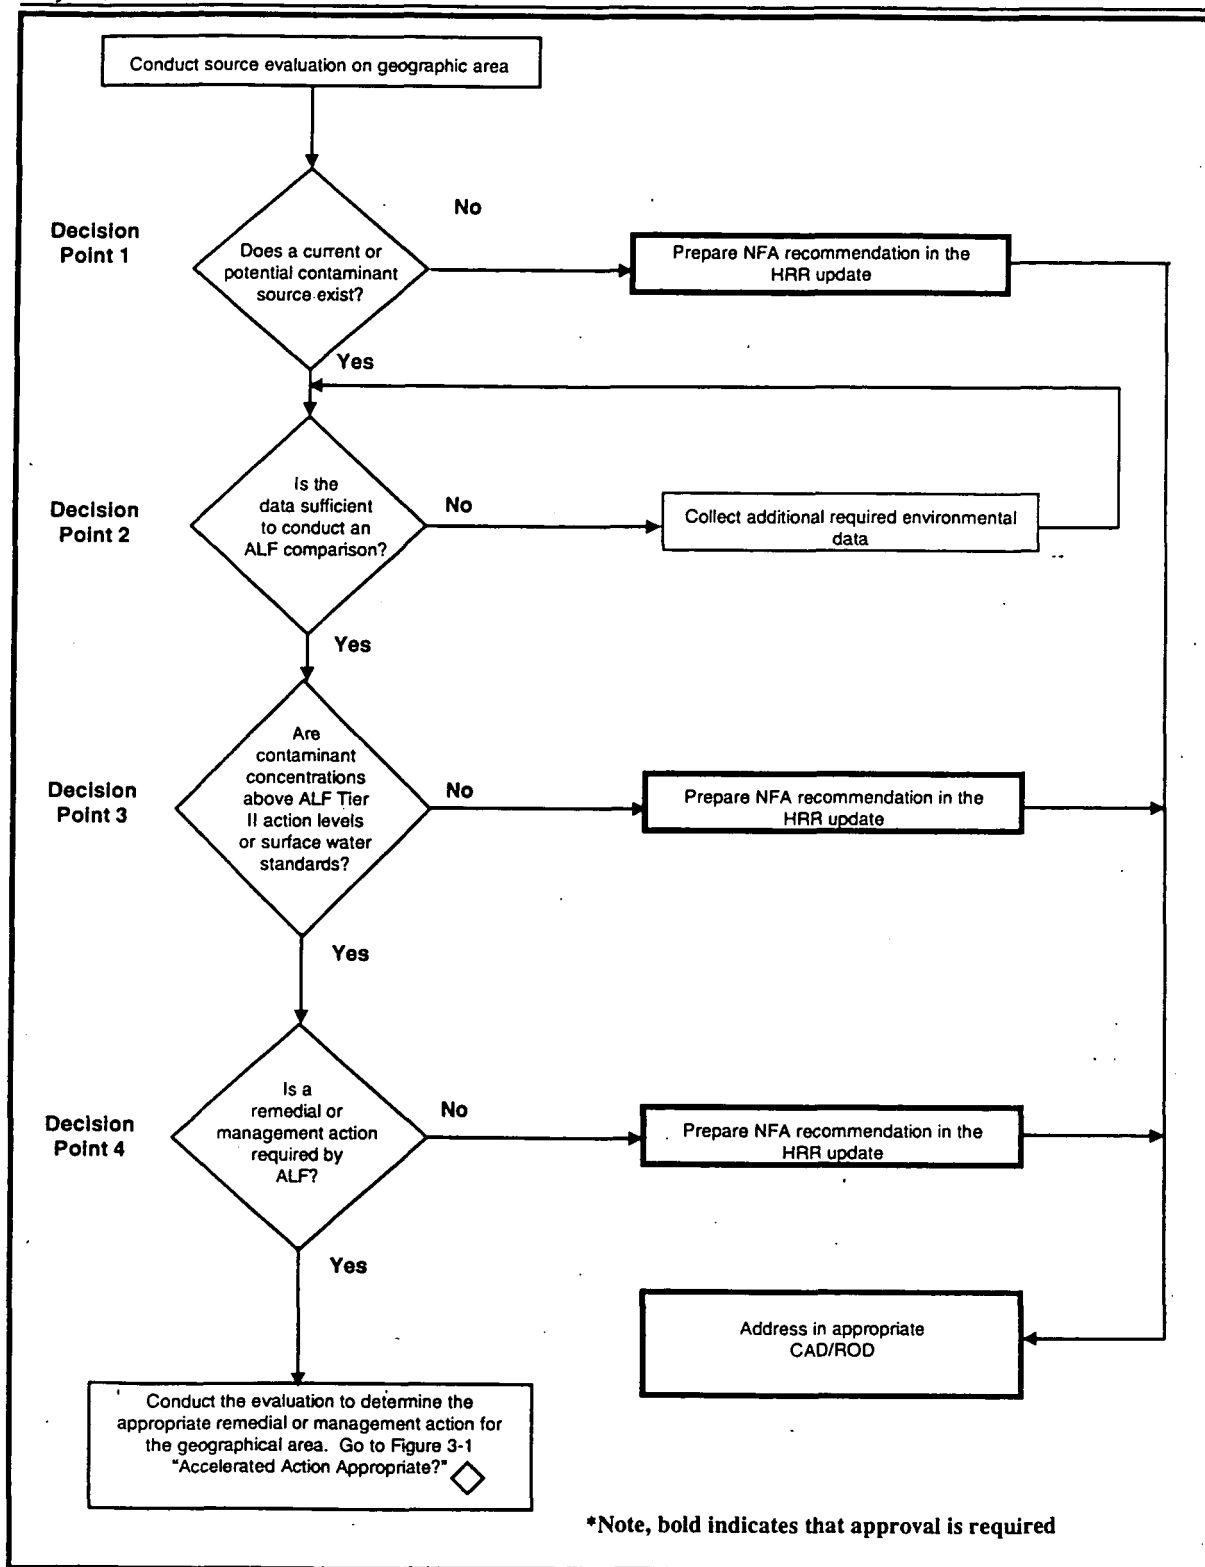 Conduct source evaluation on geographic area
Decision
Point 1
Does a current or
potential contaminant
source exist?
No
Prepare NFA recommendation in the
HRR update
Yes
Decision
Point 2
Is the
data sufficient
to conduct an
ALF comparison?
No
Collect additional required environmental
data
Yes
Decision
Point 3
Are
contaminant
concentrations
above ALF Tier
II action levels
or surface water
standards?
No
Prepare NFA recommendation in the
HRR update
Yes
Decision
Point 4
Is a
remedial or
management action
required by
ALF?
No
Prepare NFA recommendation in the
HRR update
Yes
Address in appropriate
CAD/ROD
Conduct the evaluation to determine the
appropriate remedial or management action for
the geographical area. Go to Figure 3-1
"Accelerated Action Appropriate?"
*Note, bold indicates that approval is required